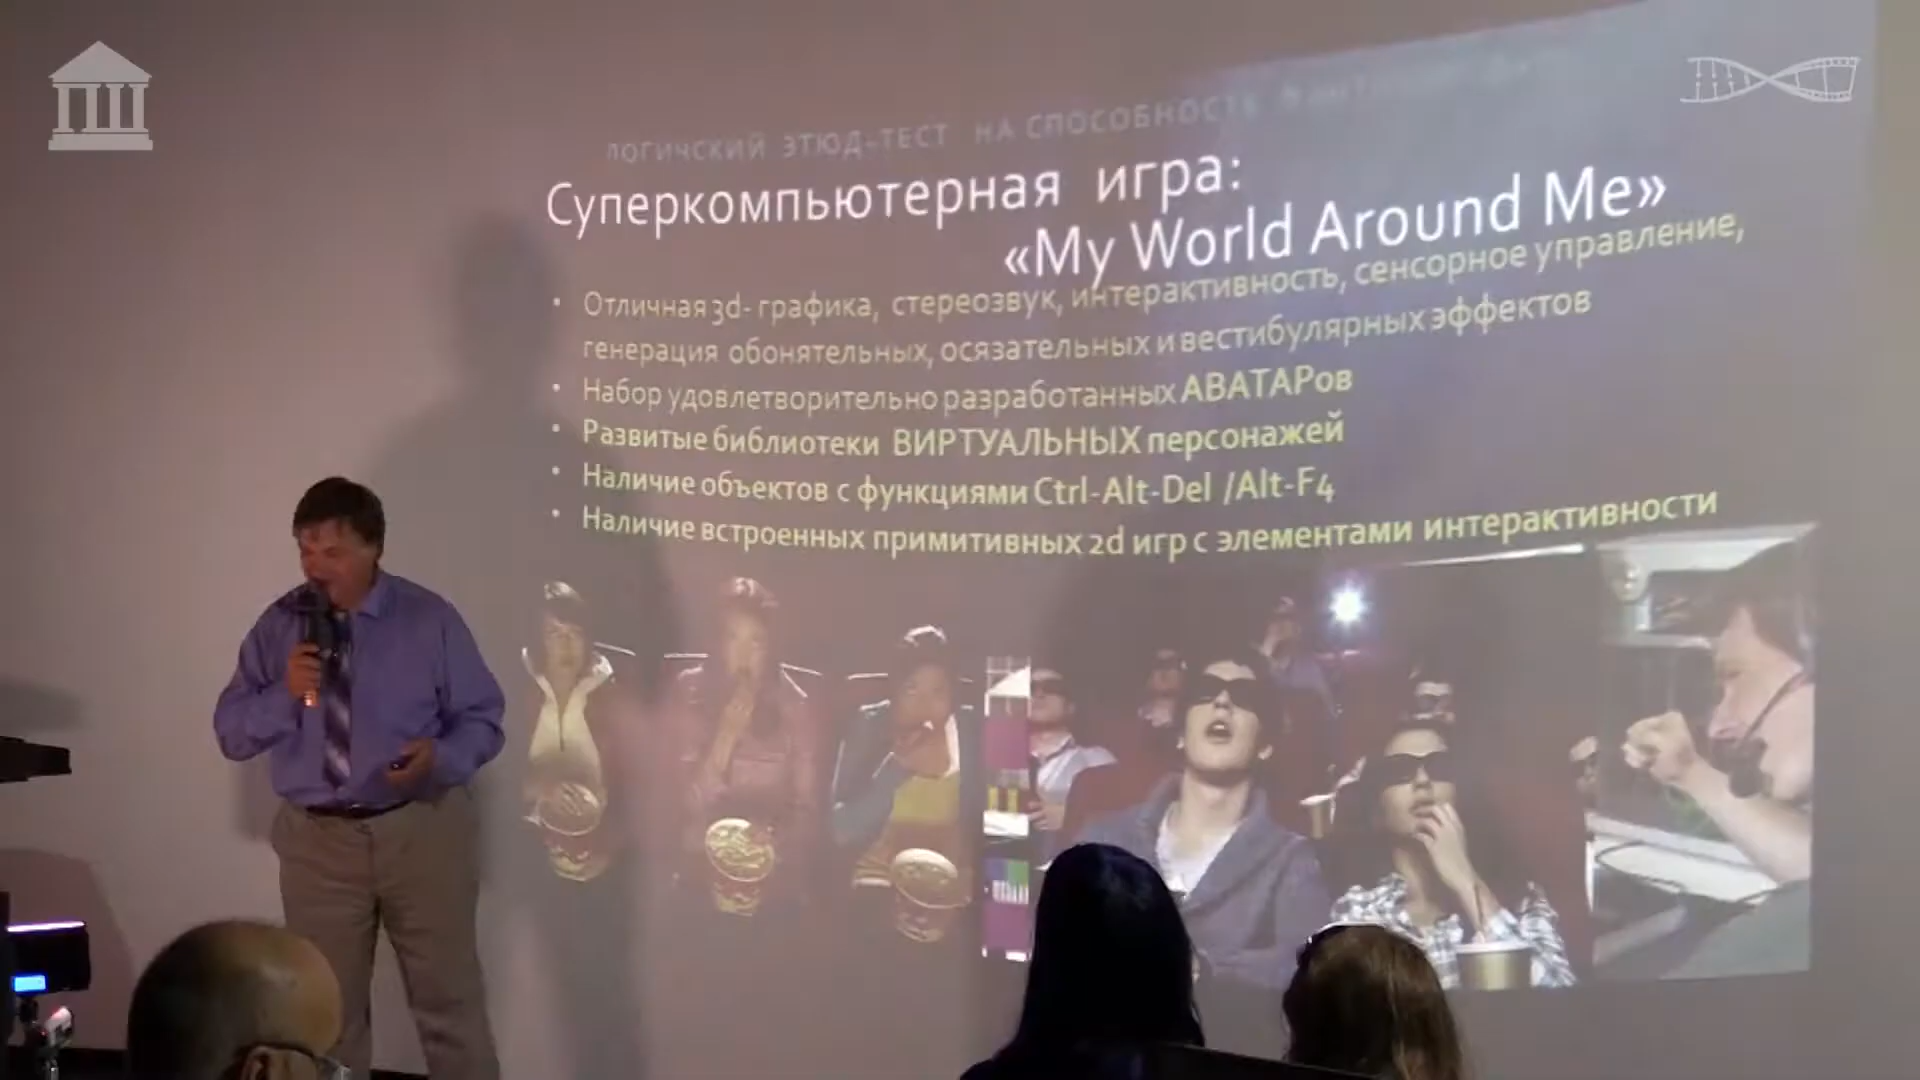 ЛОГИЧСКИЙ ЭТЮД-ТЕСТ НА СПОСОБНОСТЬ
Суперкомпьютерная игра:
«My World Around Me»
• Отличная 3d- графика, стереозвук, интерактивность, сенсорное управление,
генерация обонятельных, осязательных и вестибулярных эффектов
• Набор удовлетворительно разработанных АВАТАРов
• Развитые библиотеки ВИРТУАЛЬНЫХ персонажей
• Наличие объектов с функциями Ctrl-Alt-Del /Alt-F4
• Наличие встроенных примитивных 2d игр с элементами интерактивности